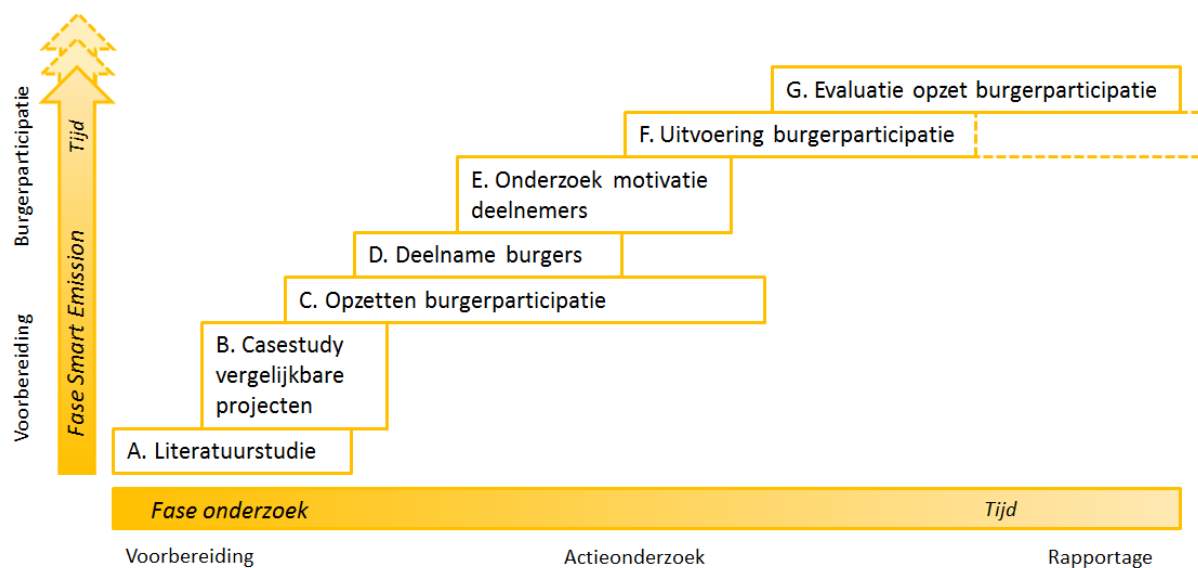 Burgerparticipatie
Voorbereiding
Tijd
Fase Smart Emission
G. Evaluatie opzet burgerparticipatie
F. Uitvoering burgerparticipatie
E. Onderzoek motivatie
deelnemers
D. Deelname burgers
C. Opzetten burgerparticipatie
B. Casestudy
vergelijkbare
projecten
A. Literatuurstudie
Fase onderzoek
Tijd
Voorbereiding
Actieonderzoek
Rapportage